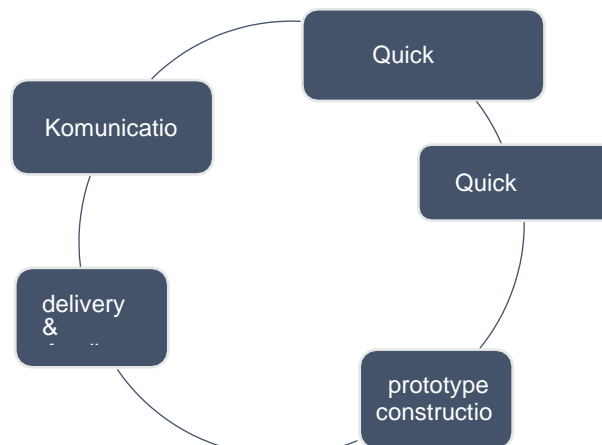 Quick
Komunicatio
Quick
delivery
&
prototype
constructio